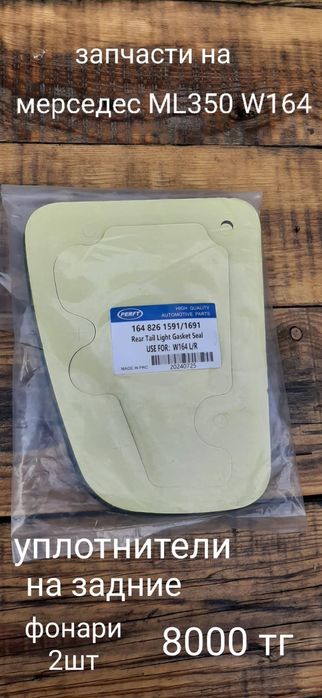 запчасти на
мерседес ML350 W164
PERFT
HIGH QUALITY
AUTOMOTIVE PARTS
164 826 1591/1691
Rear Tail Light Gasket Seal
USE FOR: W164 L/R
MADE IN PRC
20240725
уплотнители
на задние
фонари
2шт
8000 тг